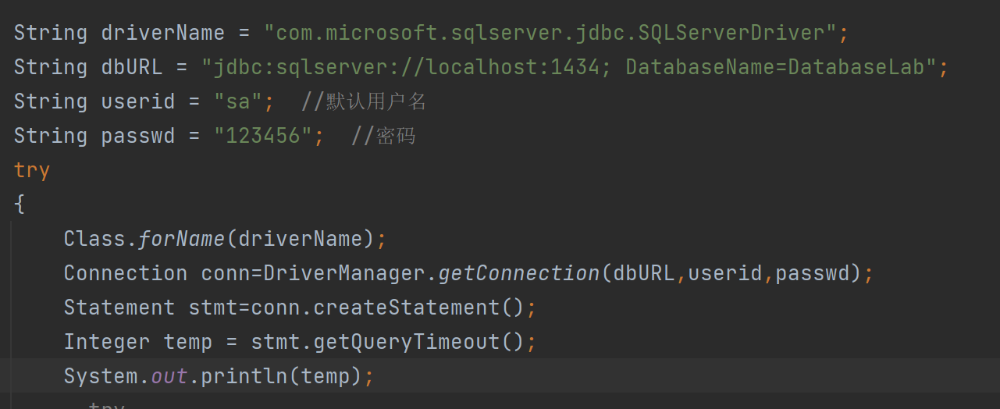 String driverName = "com.microsoft.sqlserver.jdbc.SQLServerDriver";
String dbURL = "jdbc:sqlserver://localhost:1434; DatabaseName=DatabaseLab";
String userid = "sa";  //默认用户名
String passwd = "123456";  //密码
try
{
    Class.forName(driverName);
    Connection conn=DriverManager.getConnection(dbURL,userid,passwd);
    Statement stmt=conn.createStatement();
    Integer temp = stmt.getQueryTimeout();
    System.out.println(temp);
      try